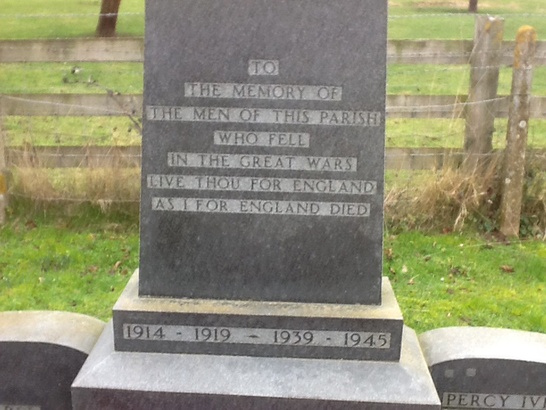 TO
THE MEMORY OF
THE MEN OF THIS PARISH
WHO FELL
IN THE GREAT WARS
LIVE THOU FOR ENGLAND
AS I FOR ENGLAND DIED
1914 - 1919 - 1939 - 1945
PERCY